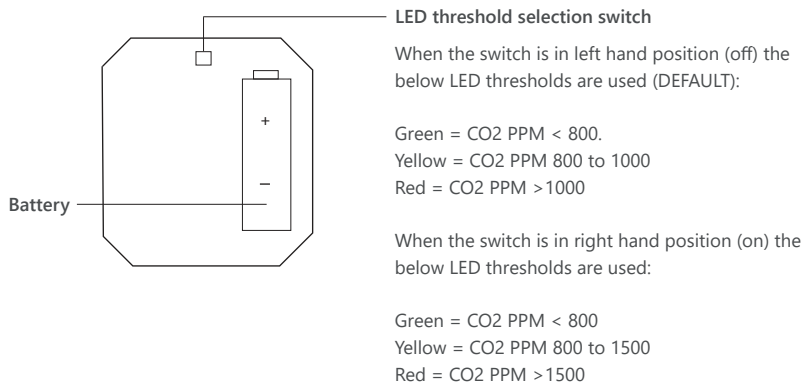 LED threshold selection switch
When the switch is in left hand position (off) the
below LED thresholds are used (DEFAULT):
Green = CO2 PPM < 800.
Yellow = CO2 PPM 800 to 1000
Red = CO2 PPM >1000
+
–
Battery
When the switch is in right hand position (on) the
below LED thresholds are used:
Green = CO2 PPM < 800
Yellow = CO2 PPM 800 to 1500
Red = CO2 PPM >1500